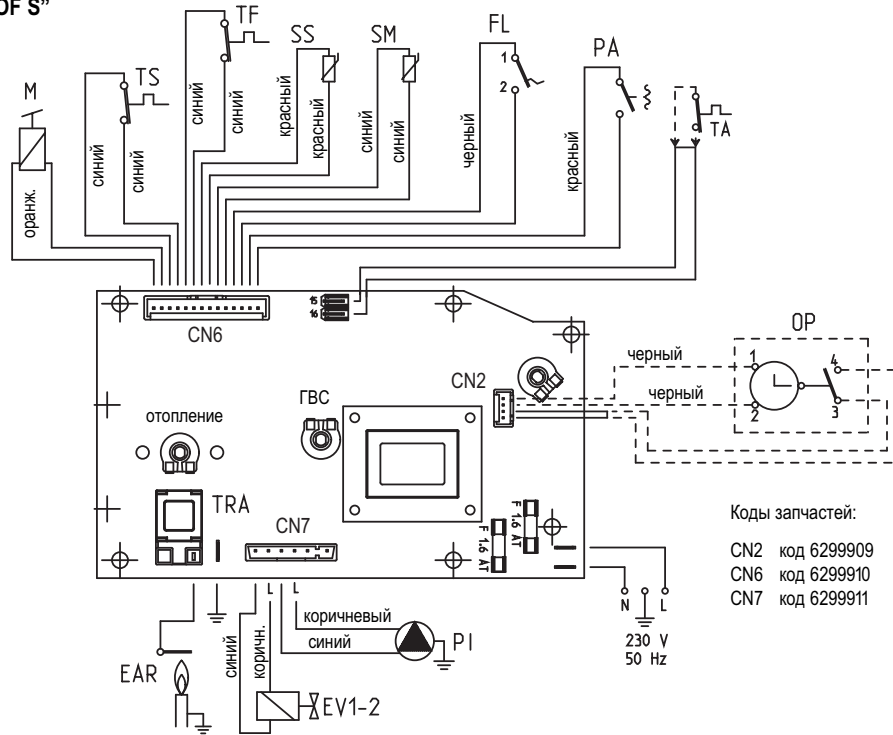 OF S”
M
TS
TF
SS
SM
FL
PA
TA
1
2
оранж.
синий
синий
синий
синий
красный
красный
синий
синий
черный
красный
CN6
15
16
CN2
черный
черный
OP
1
2
4
3
отопление
ГВС
TRA
CN7
F 1.6 AT
F 1.6 AT
Коды запчастей:
CN2 код 6299909
CN6 код 6299910
CN7 код 6299911
N
L
230 V
50 Hz
L
L
коричневый
синий
PI
синий
коричн.
EAR
EV1-2